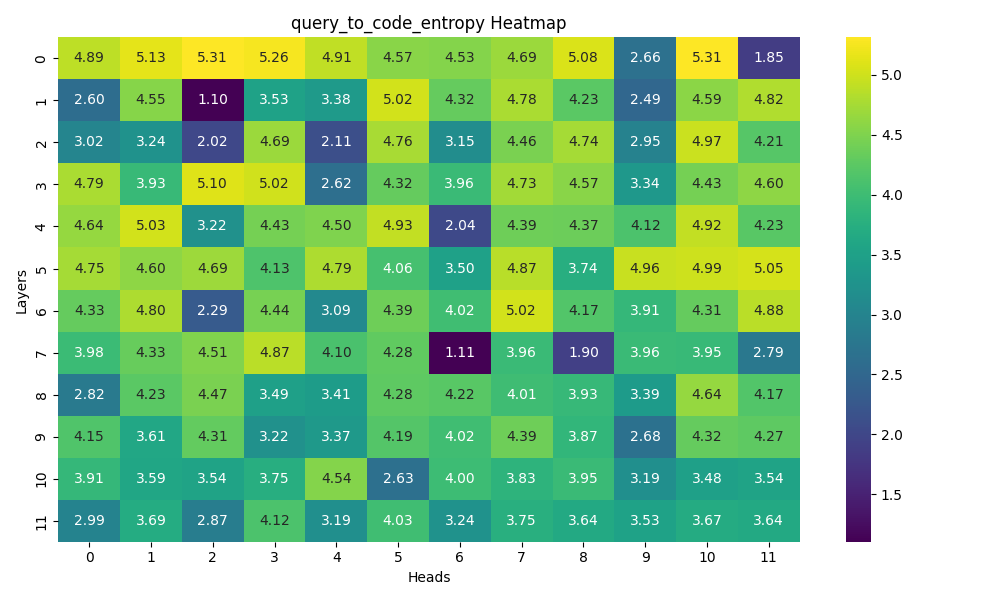 query_to_code_entropy Heatmap
0 4.89 5.13 5.31 5.26 4.91 4.57 4.53 4.69 5.08 2.66 5.31 1.85
1 2.60 4.55 1.10 3.53 3.38 5.02 4.32 4.78 4.23 2.49 4.59 4.82
2 3.02 3.24 2.02 4.69 2.11 4.76 3.15 4.46 4.74 2.95 4.97 4.21
3 4.79 3.93 5.10 5.02 2.62 4.32 3.96 4.73 4.57 3.34 4.43 4.60
4 4.64 5.03 3.22 4.43 4.50 4.93 2.04 4.39 4.37 4.12 4.92 4.23
5 4.75 4.60 4.69 4.13 4.79 4.06 3.50 4.87 3.74 4.96 4.99 5.05
6 4.33 4.80 2.29 4.44 3.09 4.39 4.02 5.02 4.17 3.91 4.31 4.88
7 3.98 4.33 4.51 4.87 4.10 4.28 1.11 3.96 1.90 3.96 3.95 2.79
8 2.82 4.23 4.47 3.49 3.41 4.28 4.22 4.01 3.93 3.39 4.64 4.17
9 4.15 3.61 4.31 3.22 3.37 4.19 4.02 4.39 3.87 2.68 4.32 4.27
10 3.91 3.59 3.54 3.75 4.54 2.63 4.00 3.83 3.95 3.19 3.48 3.54
11 2.99 3.69 2.87 4.12 3.19 4.03 3.24 3.75 3.64 3.53 3.67 3.64
0 1 2 3 4 5 6 7 8 9 10 11
Heads
Layers
5.0
4.5
4.0
3.5
3.0
2.5
2.0
1.5